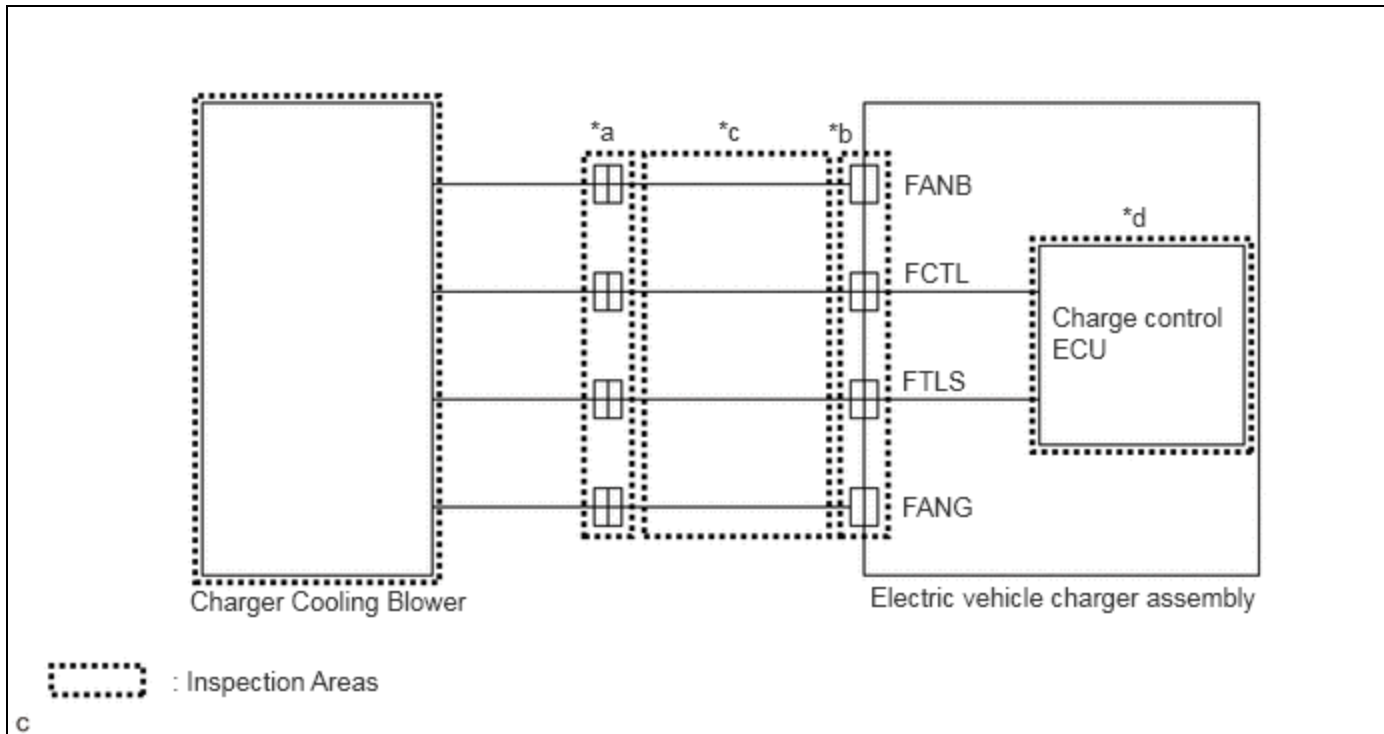 *a
*c
*b
FANB
*d
FCTL
Charge control
ECU
FTLS
FANG
Charger Cooling Blower
Electric vehicle charger assembly
: Inspection Areas
c